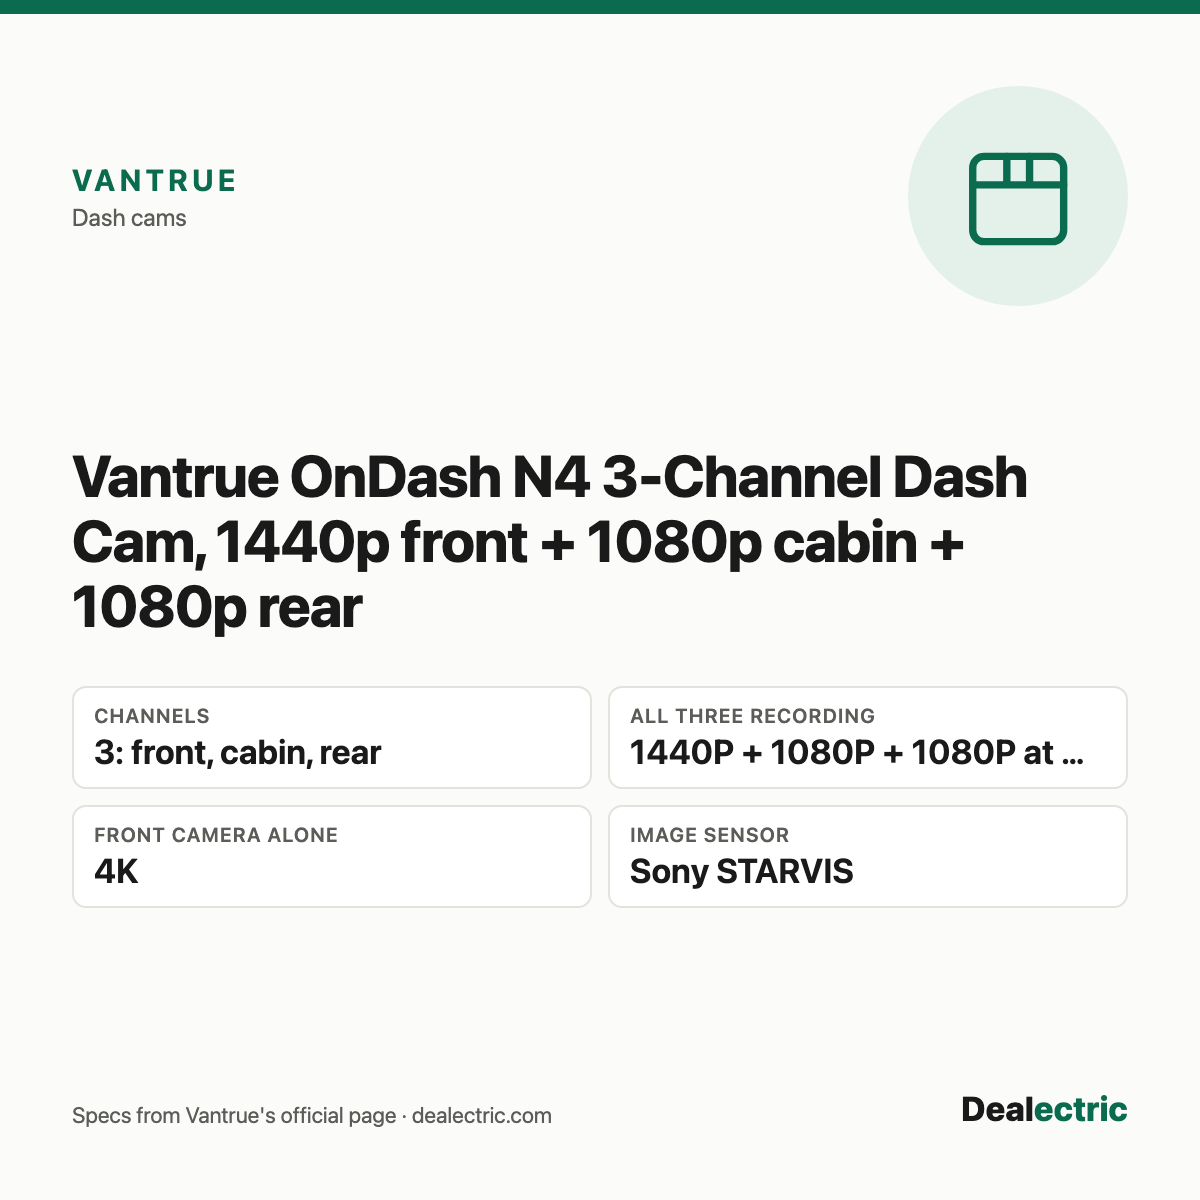 VANTRUE
Dash cams
Vantrue OnDash N4 3-Channel Dash
Cam, 1440p front + 1080p cabin +
1080p rear
CHANNELS
3: front, cabin, rear
ALL THREE RECORDING
1440P + 1080P + 1080P at ...
FRONT CAMERA ALONE
4K
IMAGE SENSOR
Sony STARVIS
Specs from Vantrue's official page · dealectric.com
Dealectric